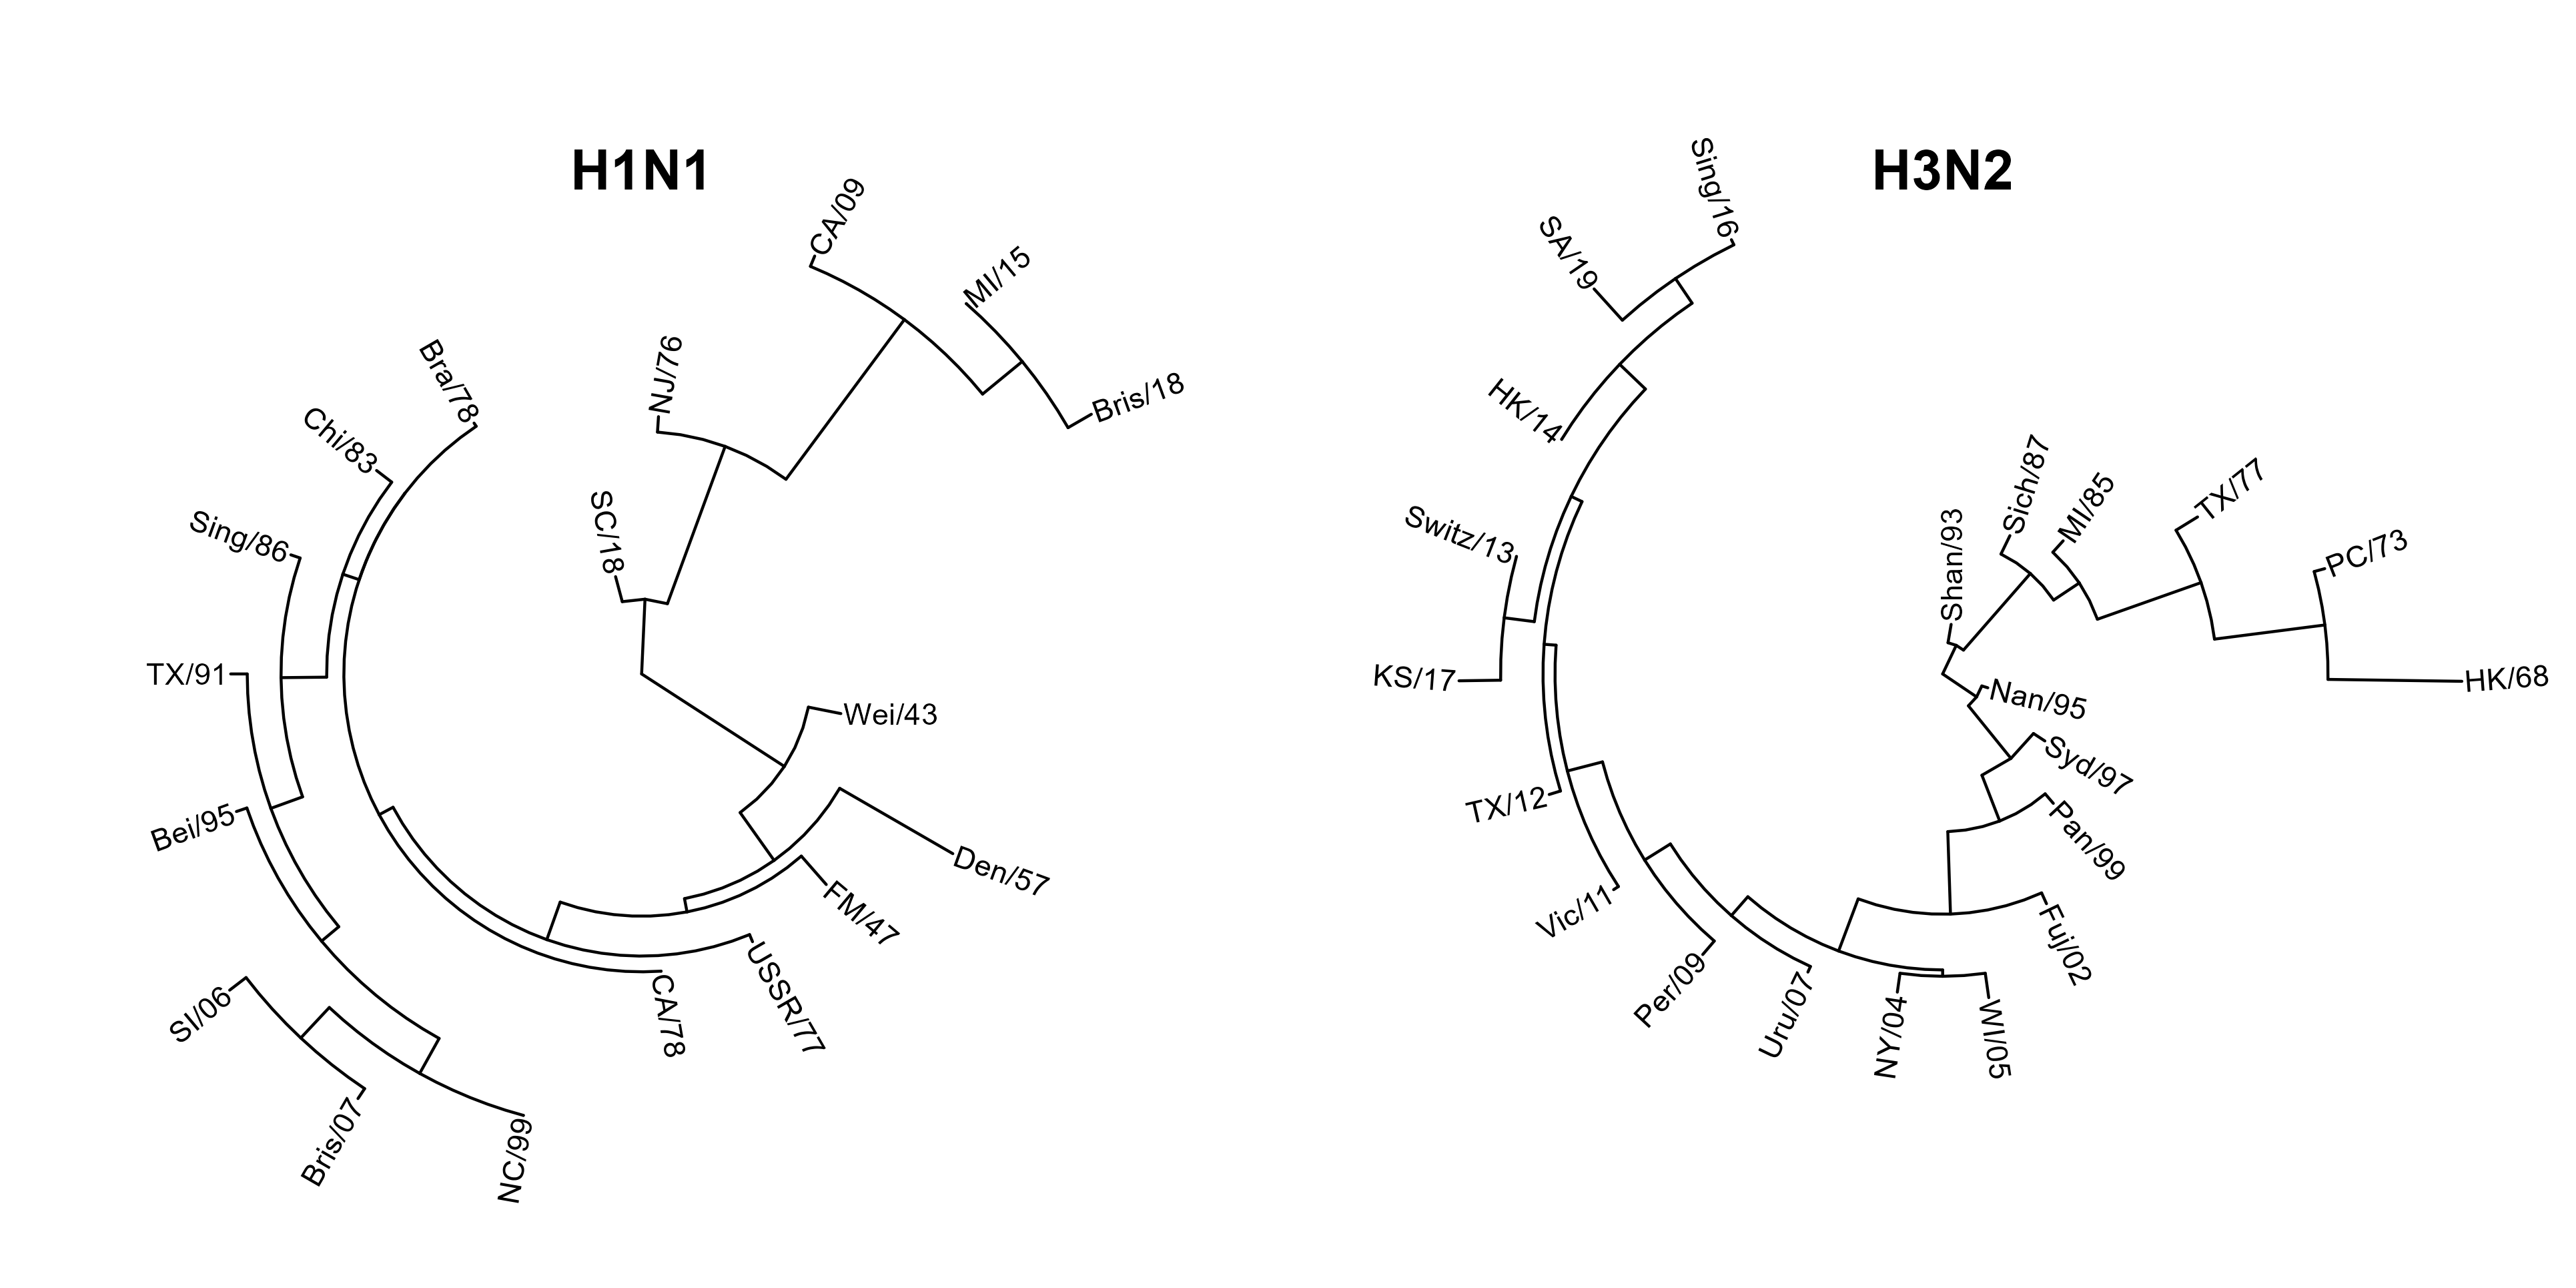 H1N1
CA/09
MI/15
Bris/18
NJ/76
SC/18
Bra/78
Chi/83
Sing/86
TX/91
Bei/95
SI/06
Bris/07
NC/99
CA/78
USSR/77
FM/47
Den/57
Wei/43
H3N2
Sing/16
SA/19
HK/14
Switz/13
KS/17
TX/12
Vic/11
Per/09
Uru/07
NY/04
WI/05
Fuj/02
Pan/99
Syd/97
Nan/95
Shan/93
Sich/87
MI/85
TX/77
PC/73
HK/68